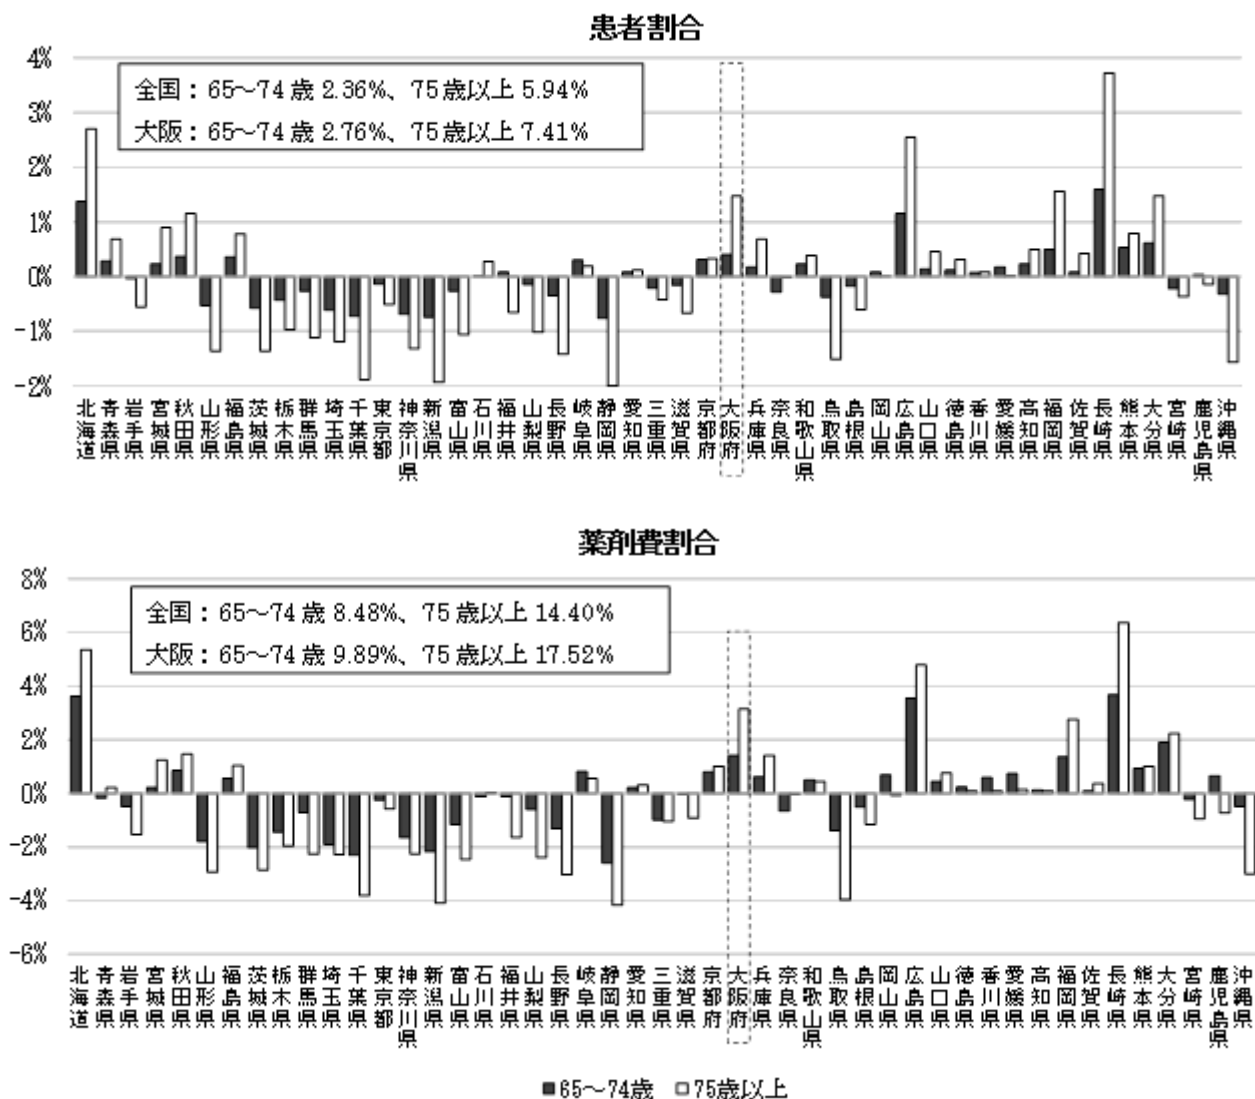 患者割合
4%
3%
2%
1%
0%
-1%
-2%
全国：65～74歳 2.36%、75歳以上 5.94%
大阪：65～74歳 2.76%、75歳以上 7.41%
北海道 青森県 岩手県 宮城県 秋田県 山形県 福島県 茨城県 栃木県 群馬県 埼玉県 千葉県 東京都 神奈川県 新潟県 富山県 石川県 福井県 山梨県 長野県 岐阜県 静岡県 愛知県 三重県 滋賀県 京都府 大阪府 兵庫県 奈良県 和歌山県 鳥取県 島根県 岡山県 広島県 山口県 徳島県 香川県 愛媛県 高知県 福岡県 佐賀県 長崎県 熊本県 大分県 宮崎県 鹿児島県 沖縄県
薬剤費割合
8%
6%
4%
2%
0%
-2%
-4%
-6%
全国：65～74歳 8.48%、75歳以上 14.40%
大阪：65～74歳 9.89%、75歳以上 17.52%
北海道 青森県 岩手県 宮城県 秋田県 山形県 福島県 茨城県 栃木県 群馬県 埼玉県 千葉県 東京都 神奈川県 新潟県 富山県 石川県 福井県 山梨県 長野県 岐阜県 静岡県 愛知県 三重県 滋賀県 京都府 大阪府 兵庫県 奈良県 和歌山県 鳥取県 島根県 岡山県 広島県 山口県 徳島県 香川県 愛媛県 高知県 福岡県 佐賀県 長崎県 熊本県 大分県 宮崎県 鹿児島県 沖縄県
■65～74歳 □75歳以上